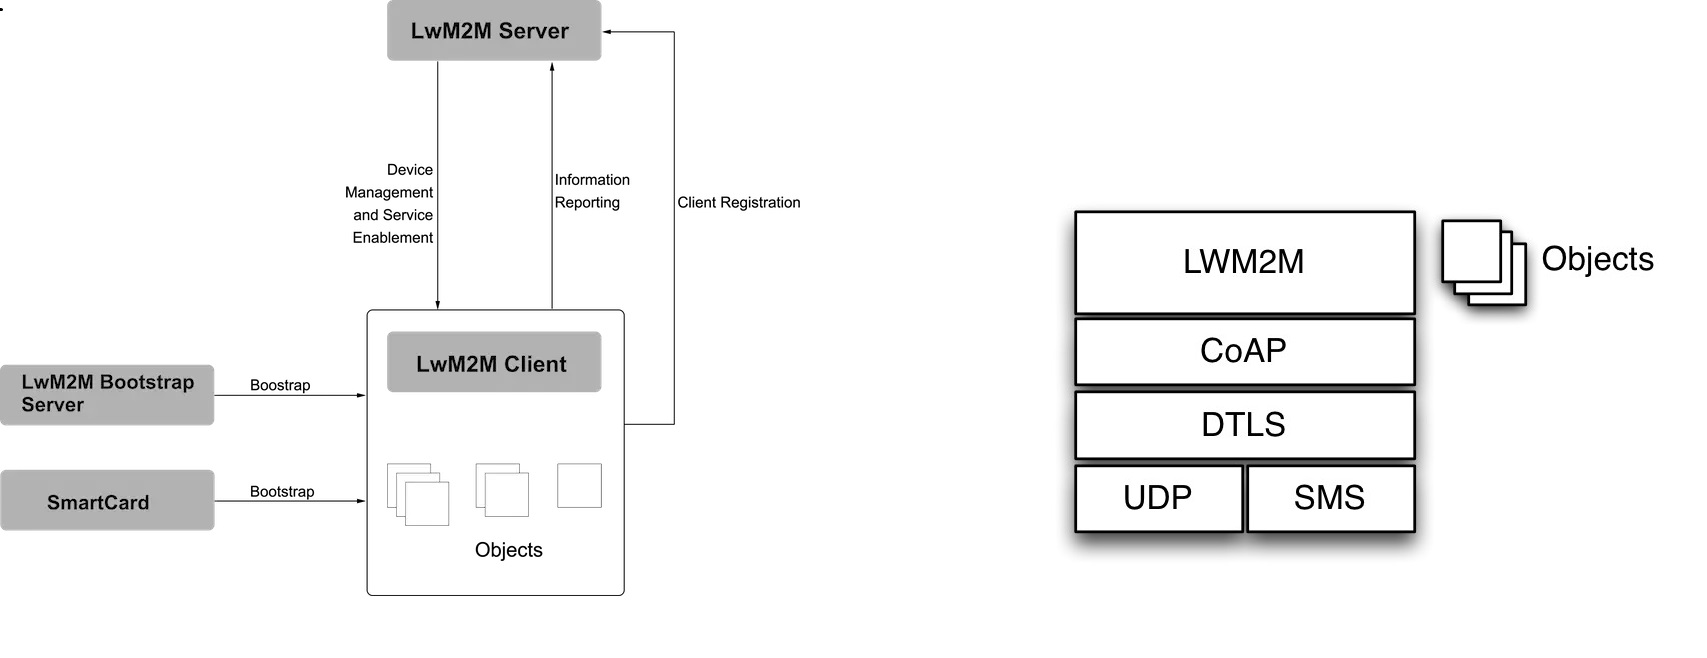 LwM2M Server
Device
Management
and Service
Enablement
Information
Reporting
Client Registration
LwM2M Client
LwM2M Bootstrap
Server
Boostrap
SmartCard
Bootstrap
Objects
LWM2M
Objects
CoAP
DTLS
UDP
SMS